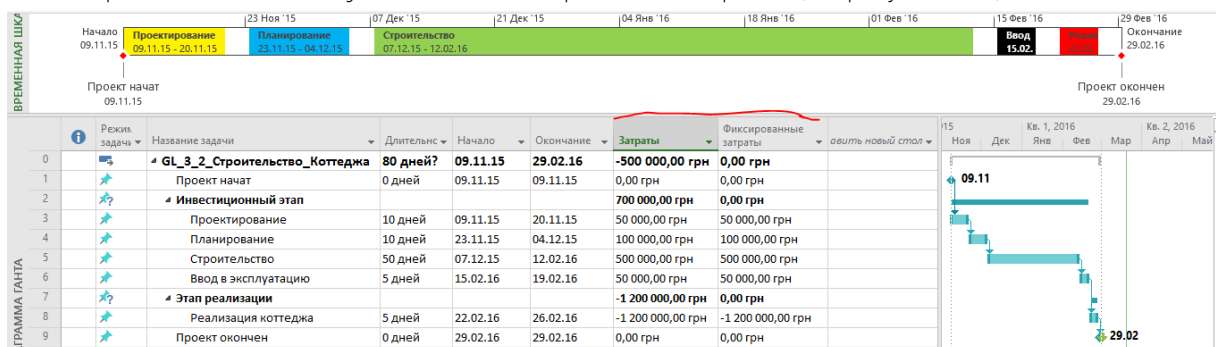 ВРЕМЕННАЯ ШКА
23 Ноя '15 07 Дек '15 21 Дек '15 04 Янв '16 18 Янв '16 01 Фев '16 15 Фев '16 29 Фев '16
Начало
09.11.15
Проектирование
09.11.15 - 20.11.15
Планирование
23.11.15 - 04.12.15
Строительство
07.12.15 - 12.02.16
Ввод
15.02.
Окончание
29.02.16
Проект начат
09.11.15
Проект окончен
29.02.16
Режим задачи Название задачи Длительнс Начало Окончание Затраты Фиксированные затраты овить новый стол
15 Кв. 1, 2016 Кв. 2, 2016
Ноя Дек Янв Фев Мар Апр Май
0 GL_3_2_Строительство_Коттеджа 80 дней? 09.11.15 29.02.16 -500 000,00 грн 0,00 грн
1 Проект начат 0 дней 09.11.15 09.11.15 0,00 грн 0,00 грн 09.11
2 Инвестиционный этап 700 000,00 грн 0,00 грн
3 Проектирование 10 дней 09.11.15 20.11.15 50 000,00 грн 50 000,00 грн
4 Планирование 10 дней 23.11.15 04.12.15 100 000,00 грн 100 000,00 грн
5 Строительство 50 дней 07.12.15 12.02.16 500 000,00 грн 500 000,00 грн
6 Ввод в эксплуатацию 5 дней 15.02.16 19.02.16 50 000,00 грн 50 000,00 грн
7 Этап реализации -1 200 000,00 грн 0,00 грн
8 Реализация коттеджа 5 дней 22.02.16 26.02.16 -1 200 000,00 грн -1 200 000,00 грн
9 Проект окончен 0 дней 29.02.16 29.02.16 0,00 грн 0,00 грн 29.02
ГРАММА ГАНТА